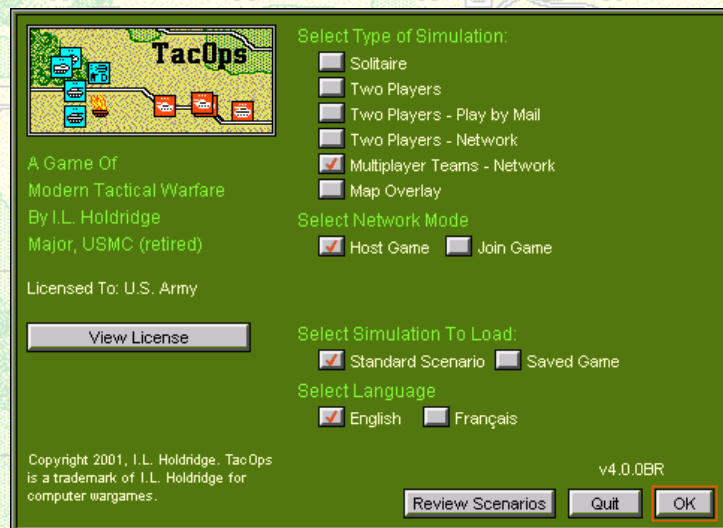 TacOps
A Game Of
Modern Tactical Warfare
By I.L. Holdridge
Major, USMC (retired)
Licensed To: U.S. Army
View License
Copyright 2001, I.L. Holdridge. TacOps
is a trademark of I.L. Holdridge for
computer wargames.
Select Type of Simulation:
Solitaire
Two Players
Two Players - Play by Mail
Two Players - Network
Multiplayer Teams - Network
Map Overlay
Select Network Mode
Host Game Join Game
Select Simulation To Load:
Standard Scenario Saved Game
Select Language
English Français
v4.0.0BR
Review Scenarios Quit OK